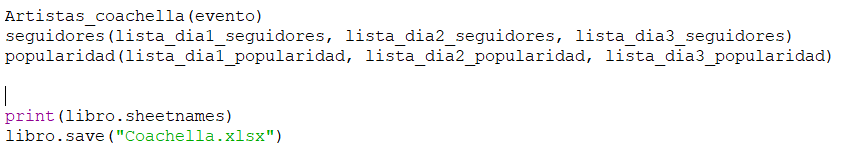 Artistas_coachella(evento)
seguidores(lista_dia1_seguidores, lista_dia2_seguidores, lista_dia3_seguidores)
popularidad(lista_dia1_popularidad, lista_dia2_popularidad, lista_dia3_popularidad)
print(libro.sheetnames)
libro.save("Coachella.xlsx")